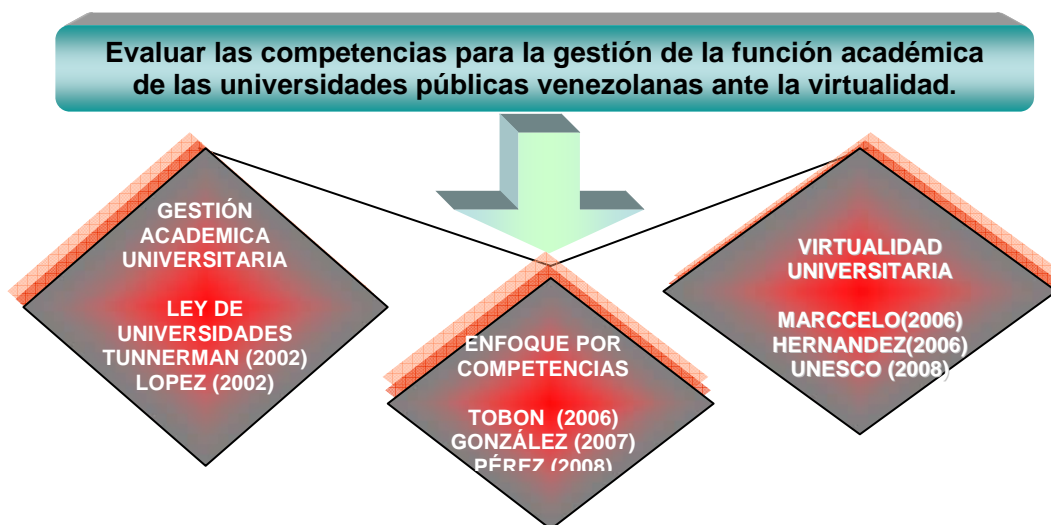 Evaluar las competencias para la gestión de la función académica
de las universidades públicas venezolanas ante la virtualidad.
GESTIÓN
ACADEMICA
UNIVERSITARIA
LEY DE
UNIVERSIDADES
TUNNERMAN (2002)
LOPEZ (2002)
ENFOQUE POR
COMPETENCIAS
TOBON (2006)
GONZÁLEZ (2007)
PÉREZ (2008)
VIRTUALIDAD
UNIVERSITARIA
MARCCELO(2006)
HERNANDEZ(2006)
UNESCO (2008)